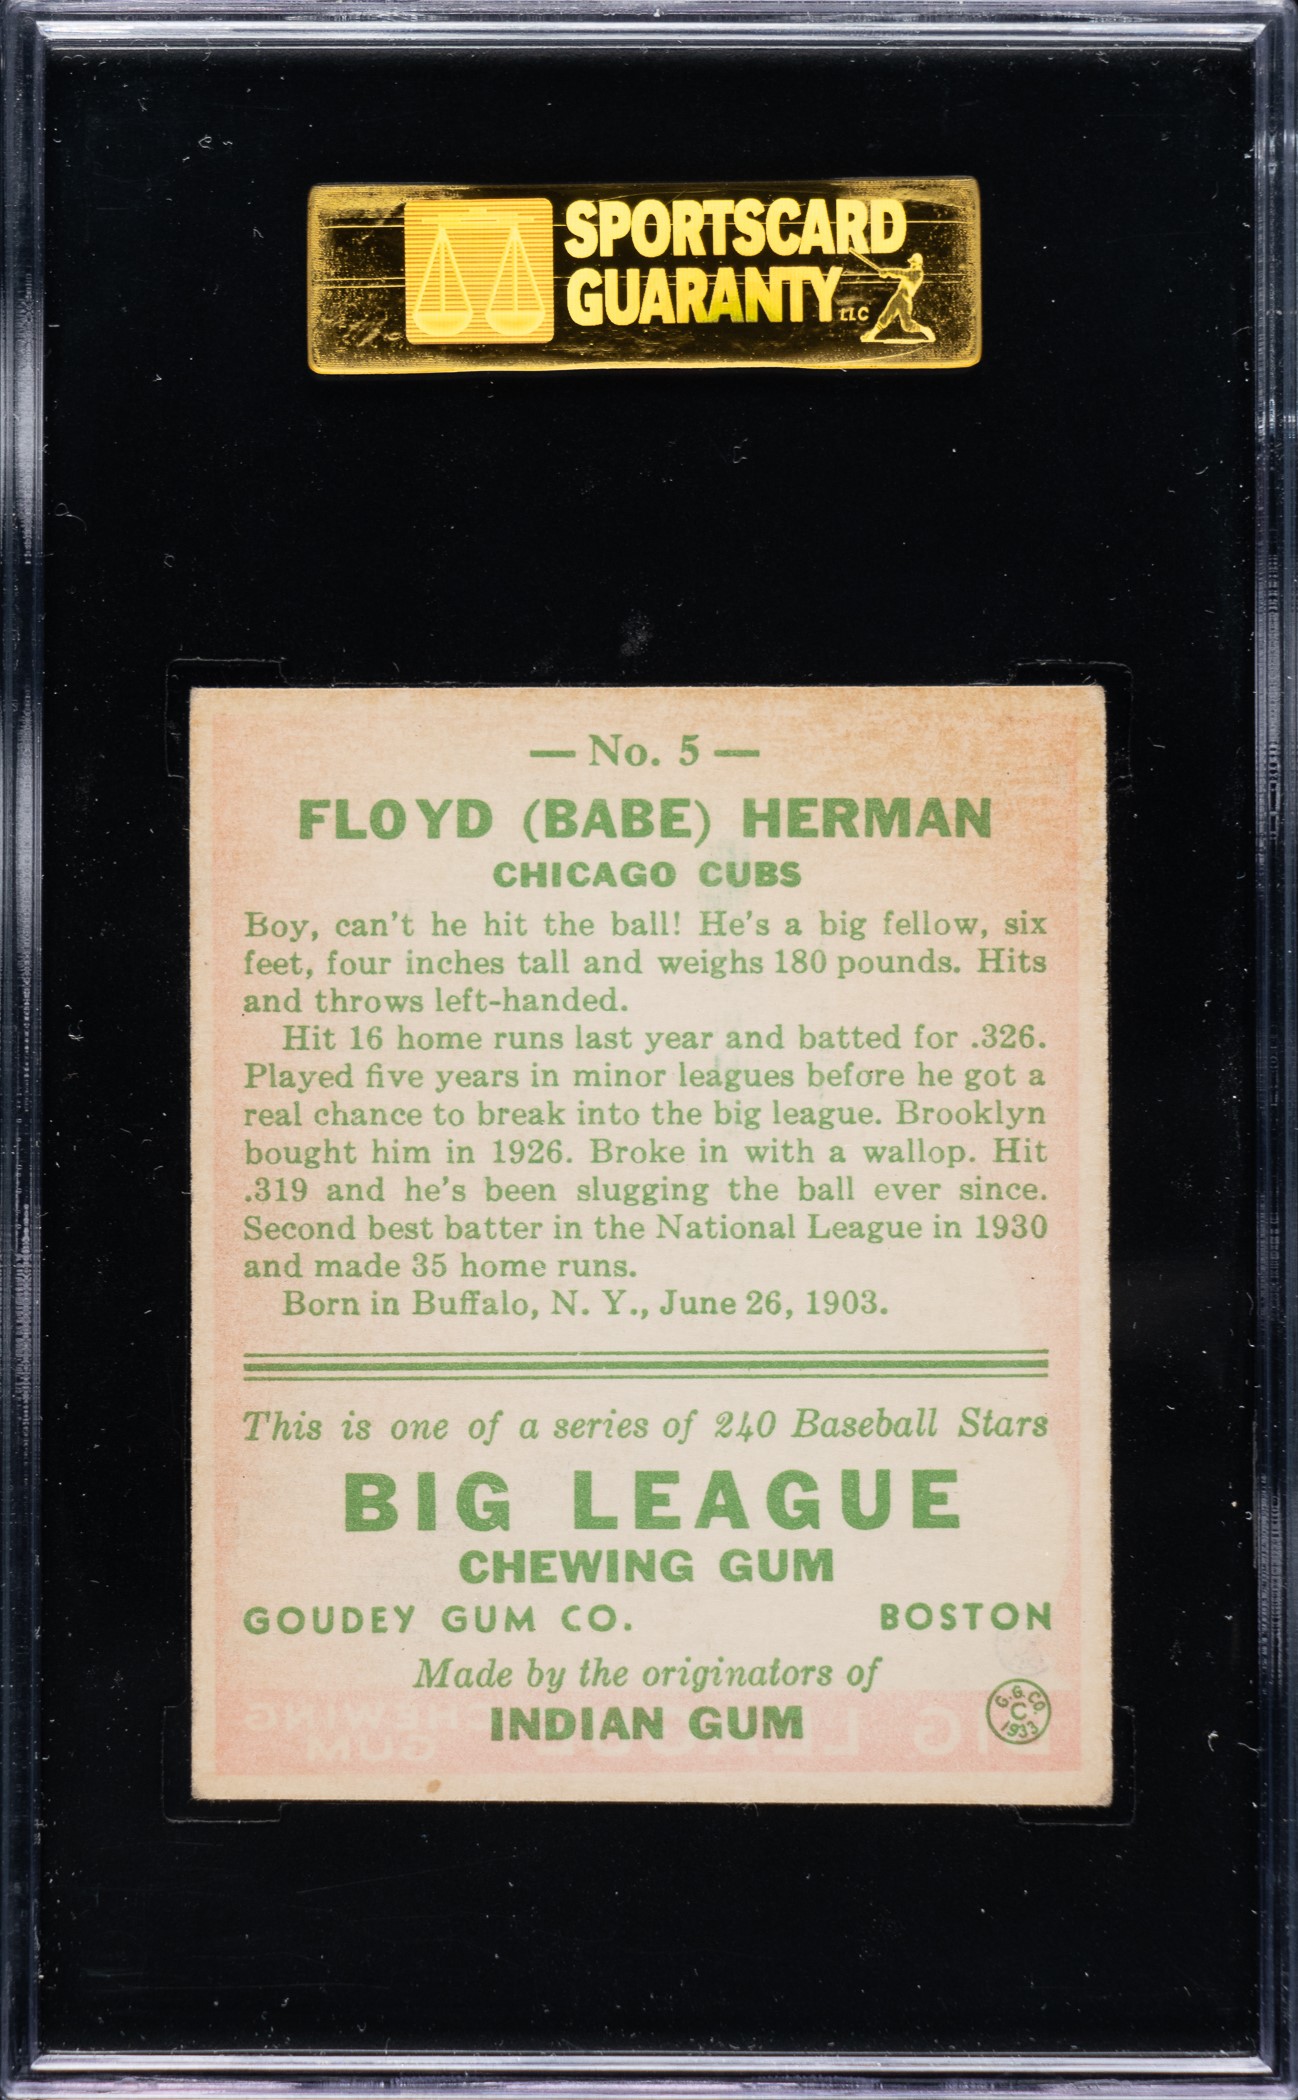 SPORTSCARD
GUARANTY LLC
— No. 5 —
FLOYD (BABE) HERMAN
CHICAGO CUBS
Boy, can't he hit the ball! He's a big fellow, six
feet, four inches tall and weighs 180 pounds. Hits
and throws left-handed.
Hit 16 home runs last year and batted for .326.
Played five years in minor leagues before he got a
real chance to break into the big league. Brooklyn
bought him in 1926. Broke in with a wallop. Hit
.319 and he's been slugging the ball ever since.
Second best batter in the National League in 1930
and made 35 home runs.
Born in Buffalo, N. Y., June 26, 1903.
This is one of a series of 240 Baseball Stars
BIG LEAGUE
CHEWING GUM
GOUDEY GUM CO. BOSTON
Made by the originators of
INDIAN GUM
G. G. CO.
C
1933
BIG LEAGUE CHEWING
GUM